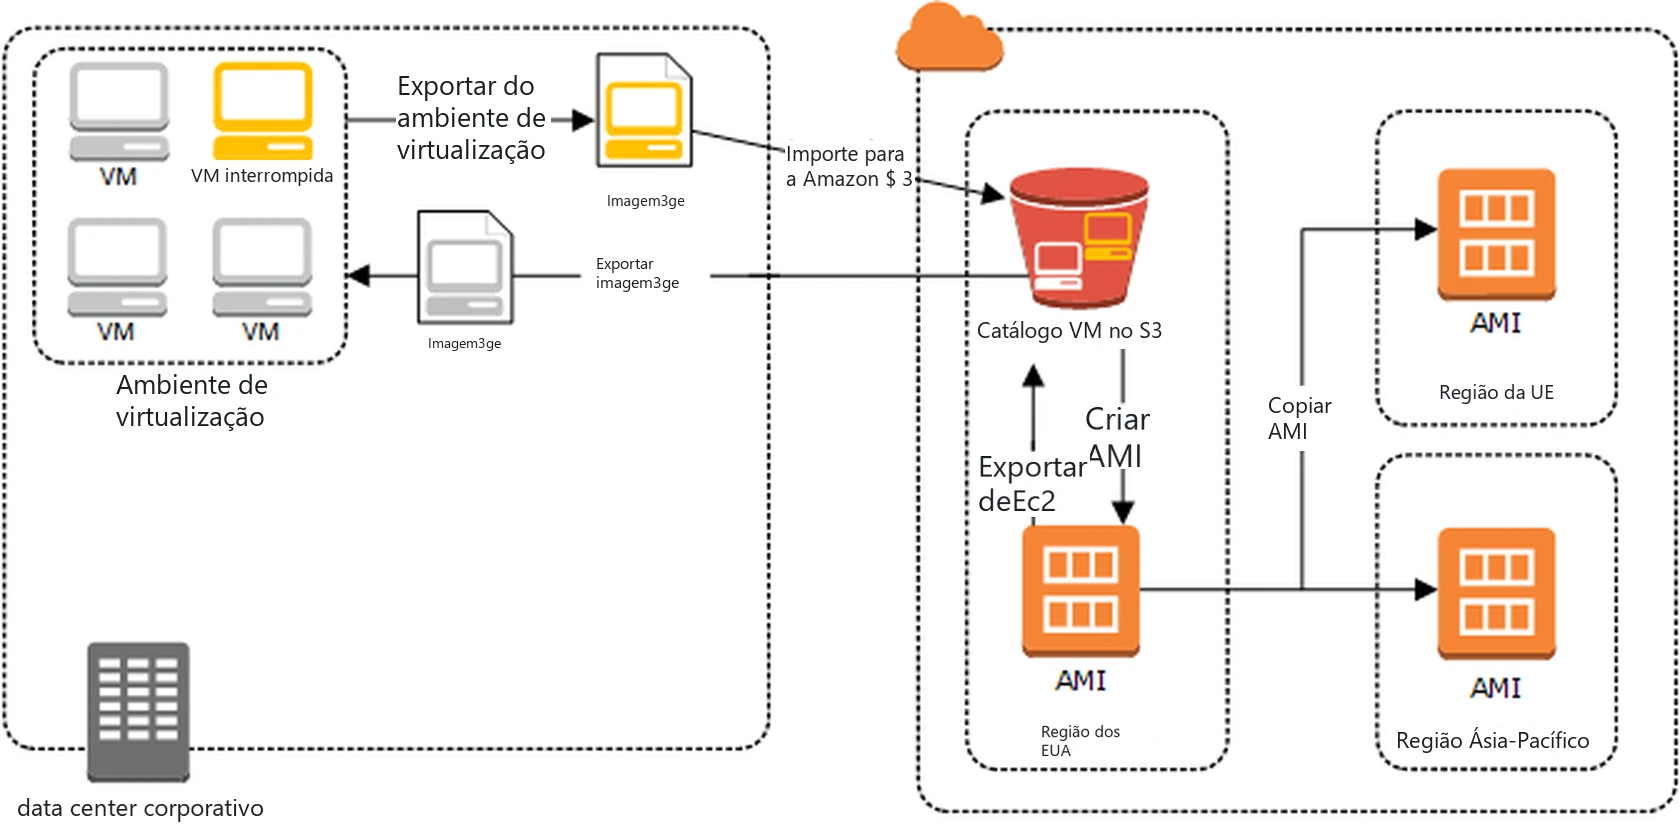 VM
VM interrompida
Exportar do
ambiente de
virtualização
Imagem3ge
VM
VM
Ambiente de
virtualização
Imagem3ge
Exportar
imagem3ge
Importe para
a Amazon $ 3
Catálogo VM no S3
Criar
AMI
Exportar
deEc2
AMI
Região dos
EUA
Copiar
AMI
AMI
Região da UE
AMI
Região Ásia-Pacífico
data center corporativo